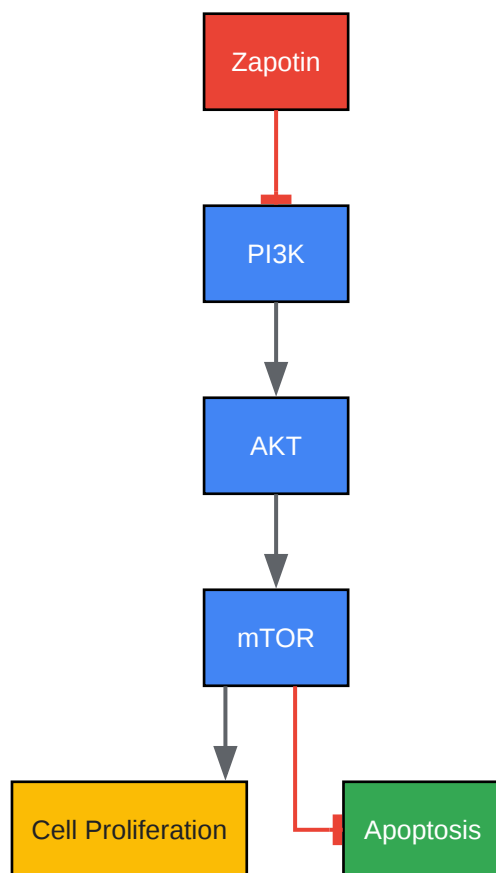 Zapotin
PI3K
AKT
mTOR
Cell Proliferation
Apoptosis